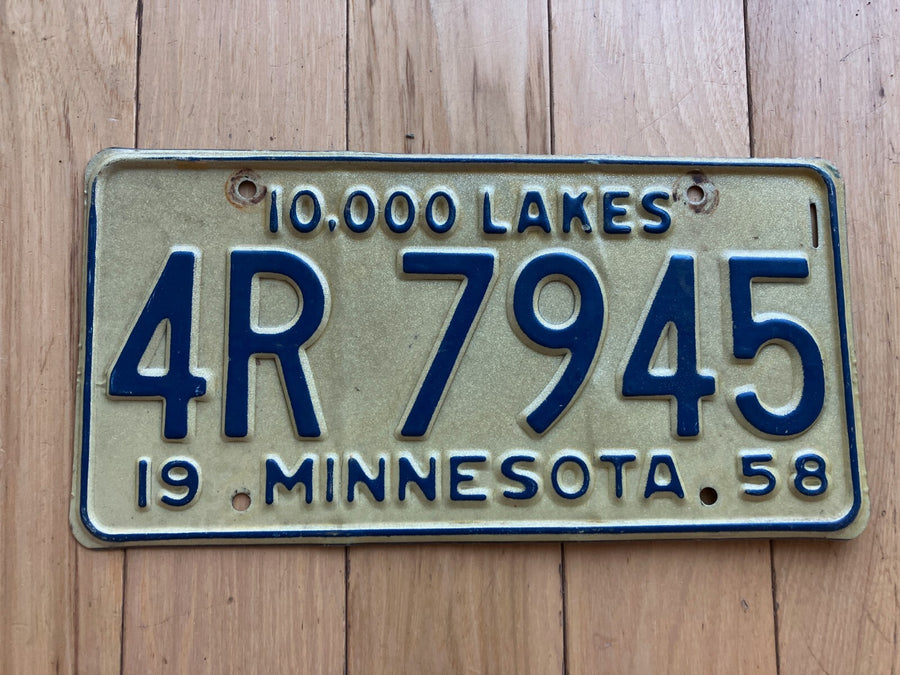 10,000 LAKES
4R 7945
19 MINNESOTA 58